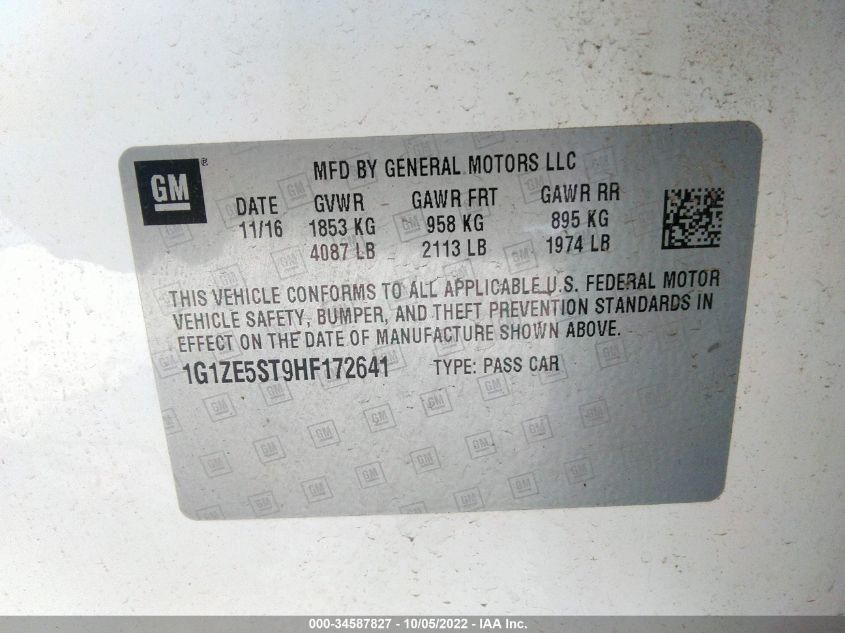 GM ®
MFD BY GENERAL MOTORS LLC
DATE GVWR GAWR FRT GAWR RR
11/16 1853 KG 958 KG 895 KG
4087 LB 2113 LB 1974 LB
THIS VEHICLE CONFORMS TO ALL APPLICABLE U.S. FEDERAL MOTOR
VEHICLE SAFETY, BUMPER, AND THEFT PREVENTION STANDARDS IN
EFFECT ON THE DATE OF MANUFACTURE SHOWN ABOVE.
1G1ZE5ST9HF172641 TYPE: PASS CAR
000-34587827 - 10/05/2022 - IAA Inc.